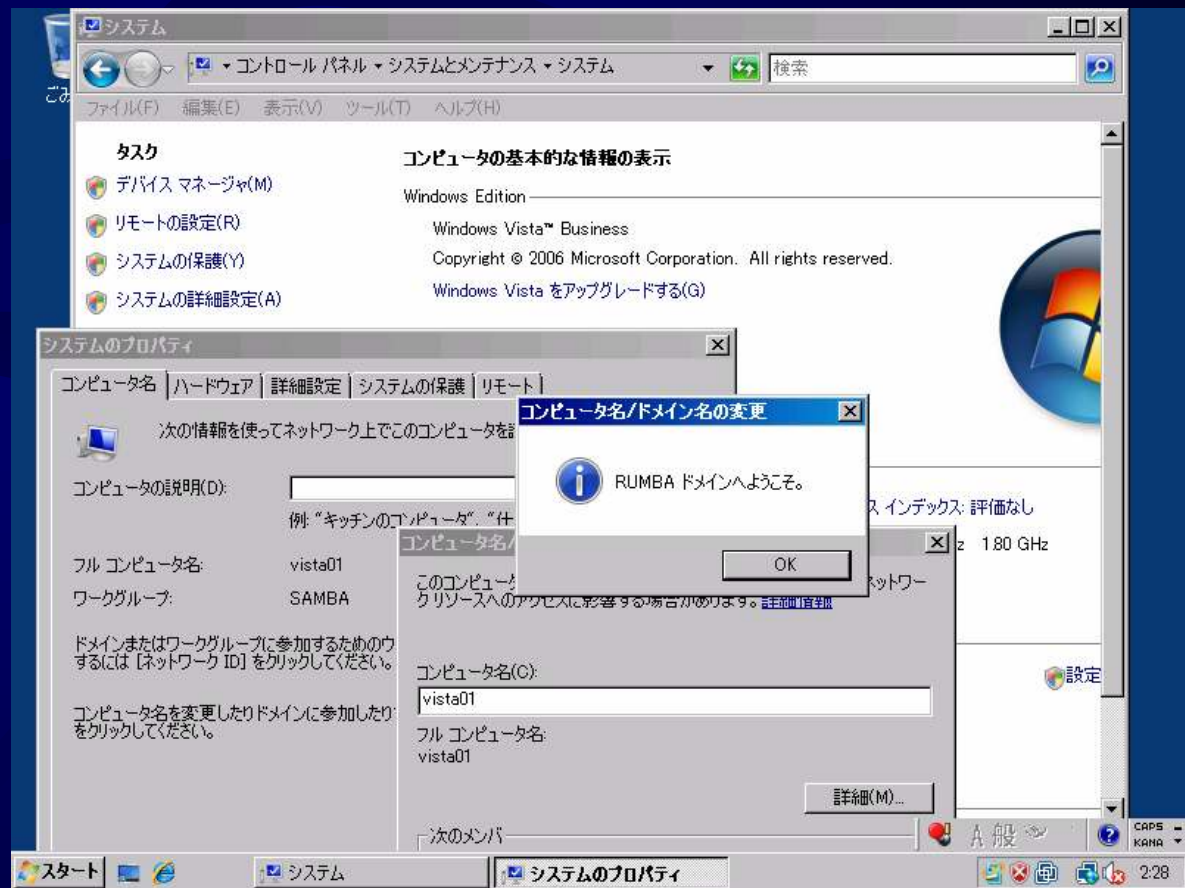 システム
コントロール パネル ▾ システムとメンテナンス ▾ システム
検索
ファイル(F) 編集(E) 表示(V) ツール(T) ヘルプ(H)
ごみ
タスク
デバイス マネージャ(M)
リモートの設定(R)
システムの保護(Y)
システムの詳細設定(A)
コンピュータの基本的な情報の表示
Windows Edition
Windows Vista™ Business
Copyright © 2006 Microsoft Corporation. All rights reserved.
Windows Vista をアップグレードする(G)
ス インデックス: 評価なし
z 1.80 GHz
設定
システムのプロパティ
コンピュータ名 ハードウェア 詳細設定 システムの保護 リモート
次の情報を使ってネットワーク上でこのコンピュータを
コンピュータの説明(D):
例: "キッチンのコンピュータ"、"仕
フル コンピュータ名: vista01
ワークグループ: SAMBA
ドメインまたはワークグループに参加するためのウ
するには [ネットワーク ID] をクリックしてください。
コンピュータ名を変更したりドメインに参加したり
をクリックしてください。
コンピュータ名/ドメイン名の変更
RUMBA ドメインへようこそ。
OK
コンピュータ名/
このコンピュータ
ネットワー
ク リソースへのアクセスに影響する場合があります。詳細情報
コンピュータ名(C):
vista01
フル コンピュータ名:
vista01
詳細(M)...
次のメンバ
A 般
CAPS
KANA
スタート
システム
システムのプロパティ
2:28